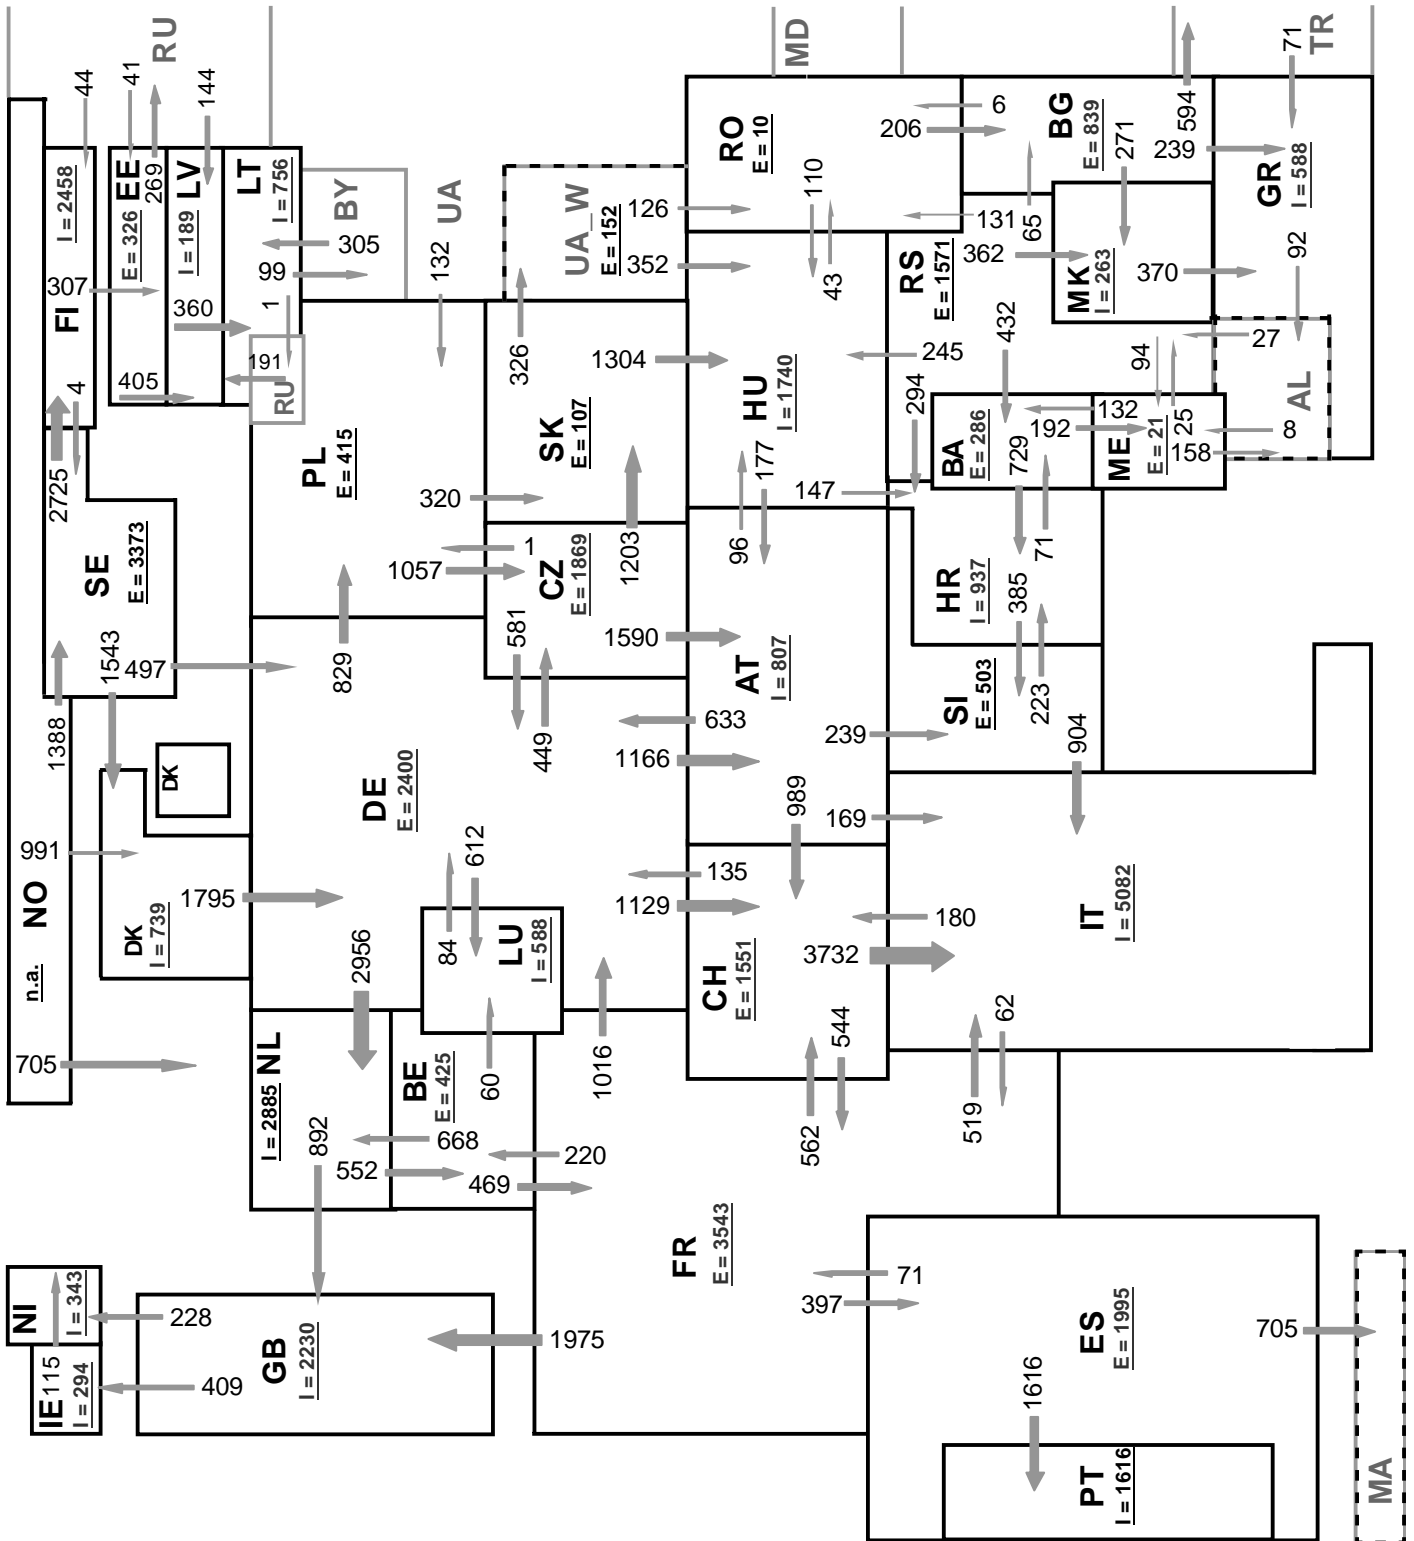 44
41
RU
144
MD
594
71
TR
FI
I = 2458
EE
E = 326
269
LV
I = 189
LT
I = 756
BY
UA
UA_W
E = 152
RO
E = 10
6
206
BG
E = 839
271
239
GR
I = 588
307
305
99
1
132
126
352
110
43
131
65
RS
E = 1571
362
MK
I = 263
370
92
360
191
RU
405
4
2725
326
1304
HU
I = 1740
245
432
294
94
27
AL
PL
E = 415
SK
E = 107
320
177
96
147
BA
E = 286
729
132
192
ME
E = 21
25
158
8
SE
E = 3373
1543
497
1388
829
1057
1
CZ
E = 1869
1203
581
449
1590
AT
I = 807
HR
I = 937
385
71
SI
E = 503
223
904
DK
633
1166
239
169
989
DE
E = 2400
991
NO
n.a.
DK
I = 739
1795
612
84
LU
I = 588
135
1129
180
3732
CH
E = 1551
IT
I = 5082
2956
705
NL
I = 2885
BE
E = 425
60
1016
562
544
519
62
892
668
552
220
469
NI
I = 343
228
IE
I = 294
115
409
GB
I = 2230
1975
FR
E = 3543
71
397
ES
E = 1995
705
1616
PT
I = 1616
MA